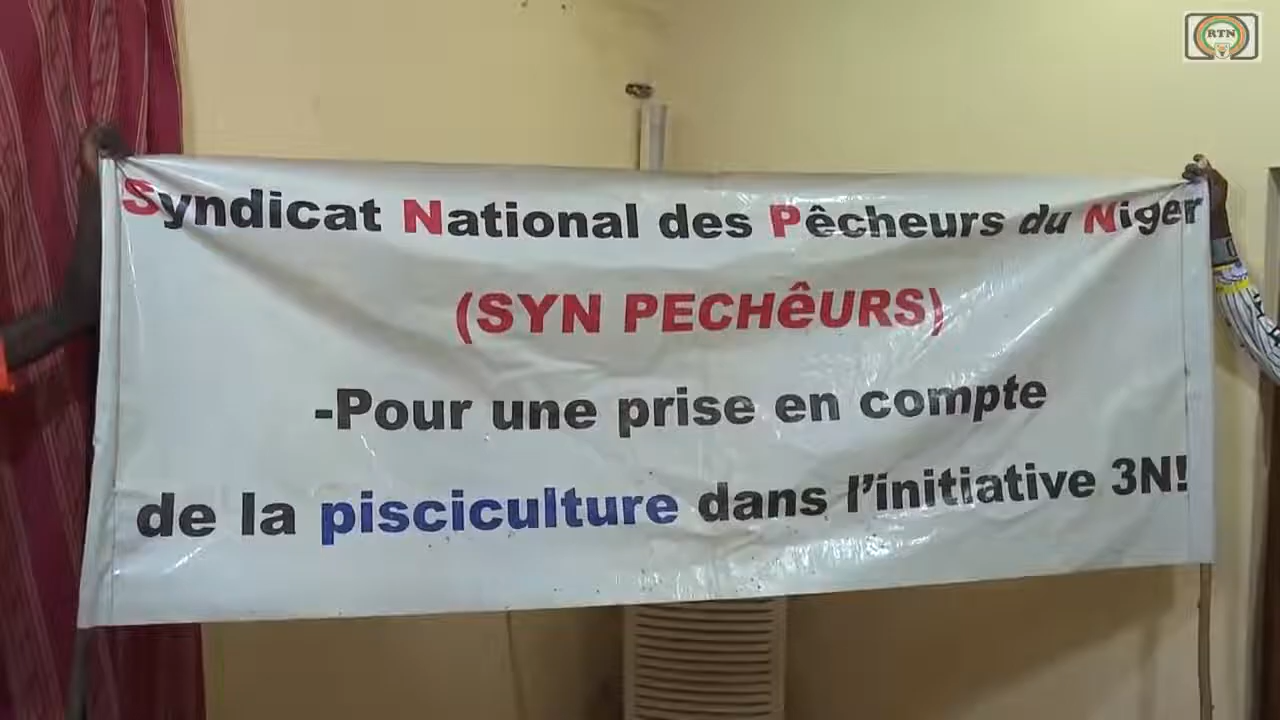 RTN
Syndicat National des Pêcheurs du Niger
(SYN PECHêURS)
-Pour une prise en compte
de la pisciculture dans l'initiative 3N!